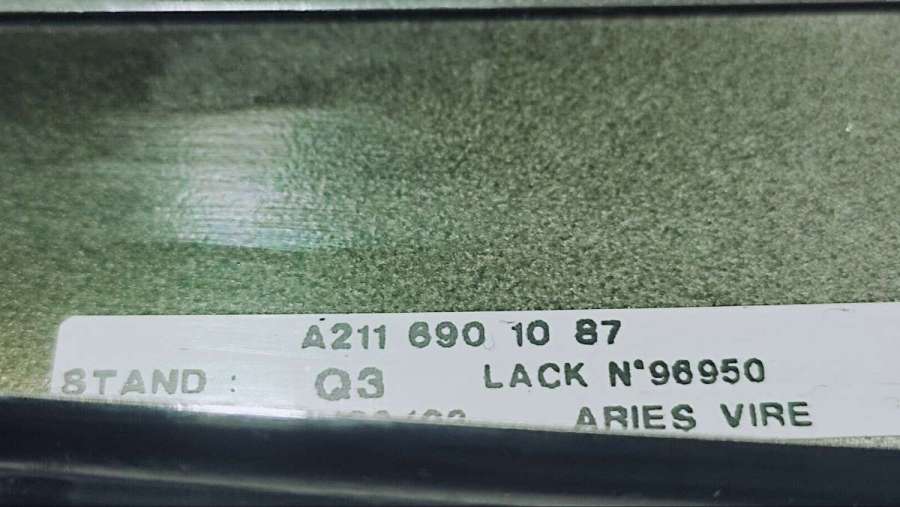 A211 690 10 87
STAND : Q3 LACK N°96950
ARIES VIRE